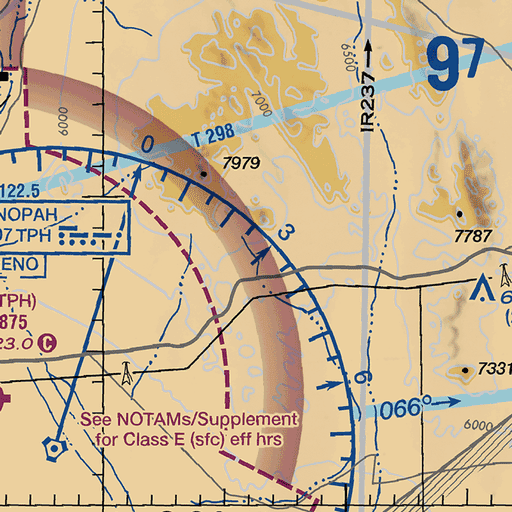 6500
9 7
IR237
7000
6000
T 298
0
7979
122.5
NOPAH
TPH
ENO
3
7787
TPH)
875
23.0 C
6
7331
066°
See NOTAMs/Supplement
for Class E (sfc) eff hrs
6000